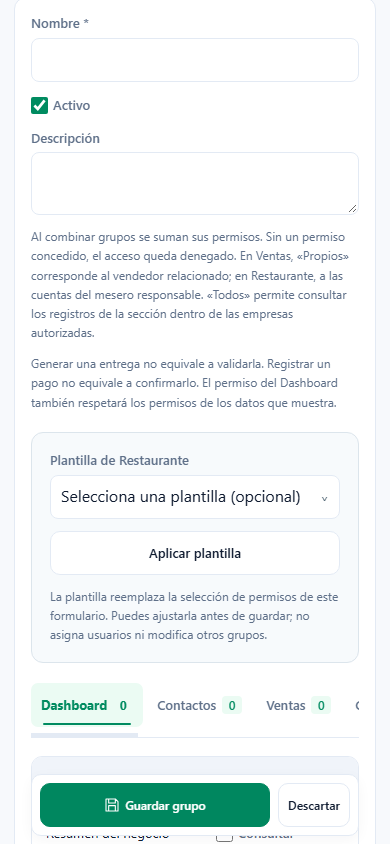 Nombre *
Activo
Descripción
Al combinar grupos se suman sus permisos. Sin un permiso
concedido, el acceso queda denegado. En Ventas, «Propios»
corresponde al vendedor relacionado; en Restaurante, a las
cuentas del mesero responsable. «Todos» permite consultar
los registros de la sección dentro de las empresas
autorizadas.
Generar una entrega no equivale a validarla. Registrar un
pago no equivale a confirmarlo. El permiso del Dashboard
también respetará los permisos de los datos que muestra.
Plantilla de Restaurante
Selecciona una plantilla (opcional)
Aplicar plantilla
La plantilla reemplaza la selección de permisos de este
formulario. Puedes ajustarla antes de guardar; no
asigna usuarios ni modifica otros grupos.
Dashboard 0 Contactos 0 Ventas 0
Guardar grupo Descartar
Resumen del negocio Consultar